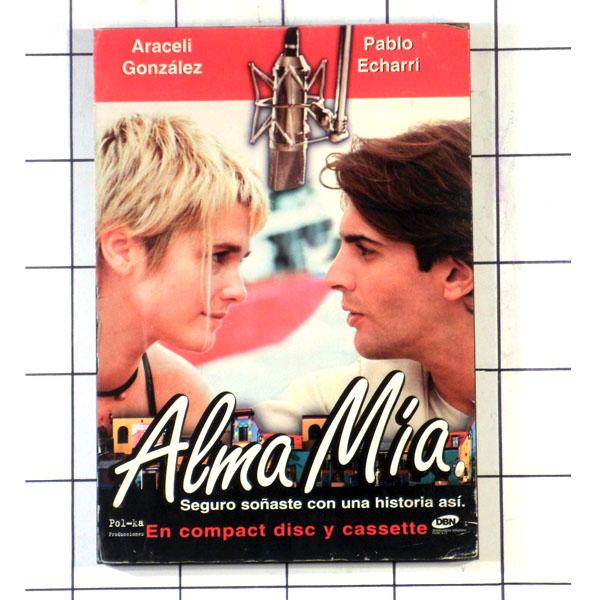 Araceli
González
Pablo
Echarri
Alma Mia.
Seguro soñaste con una historia así.
Pol-ka
Producciones
En compact disc y cassette
DBN